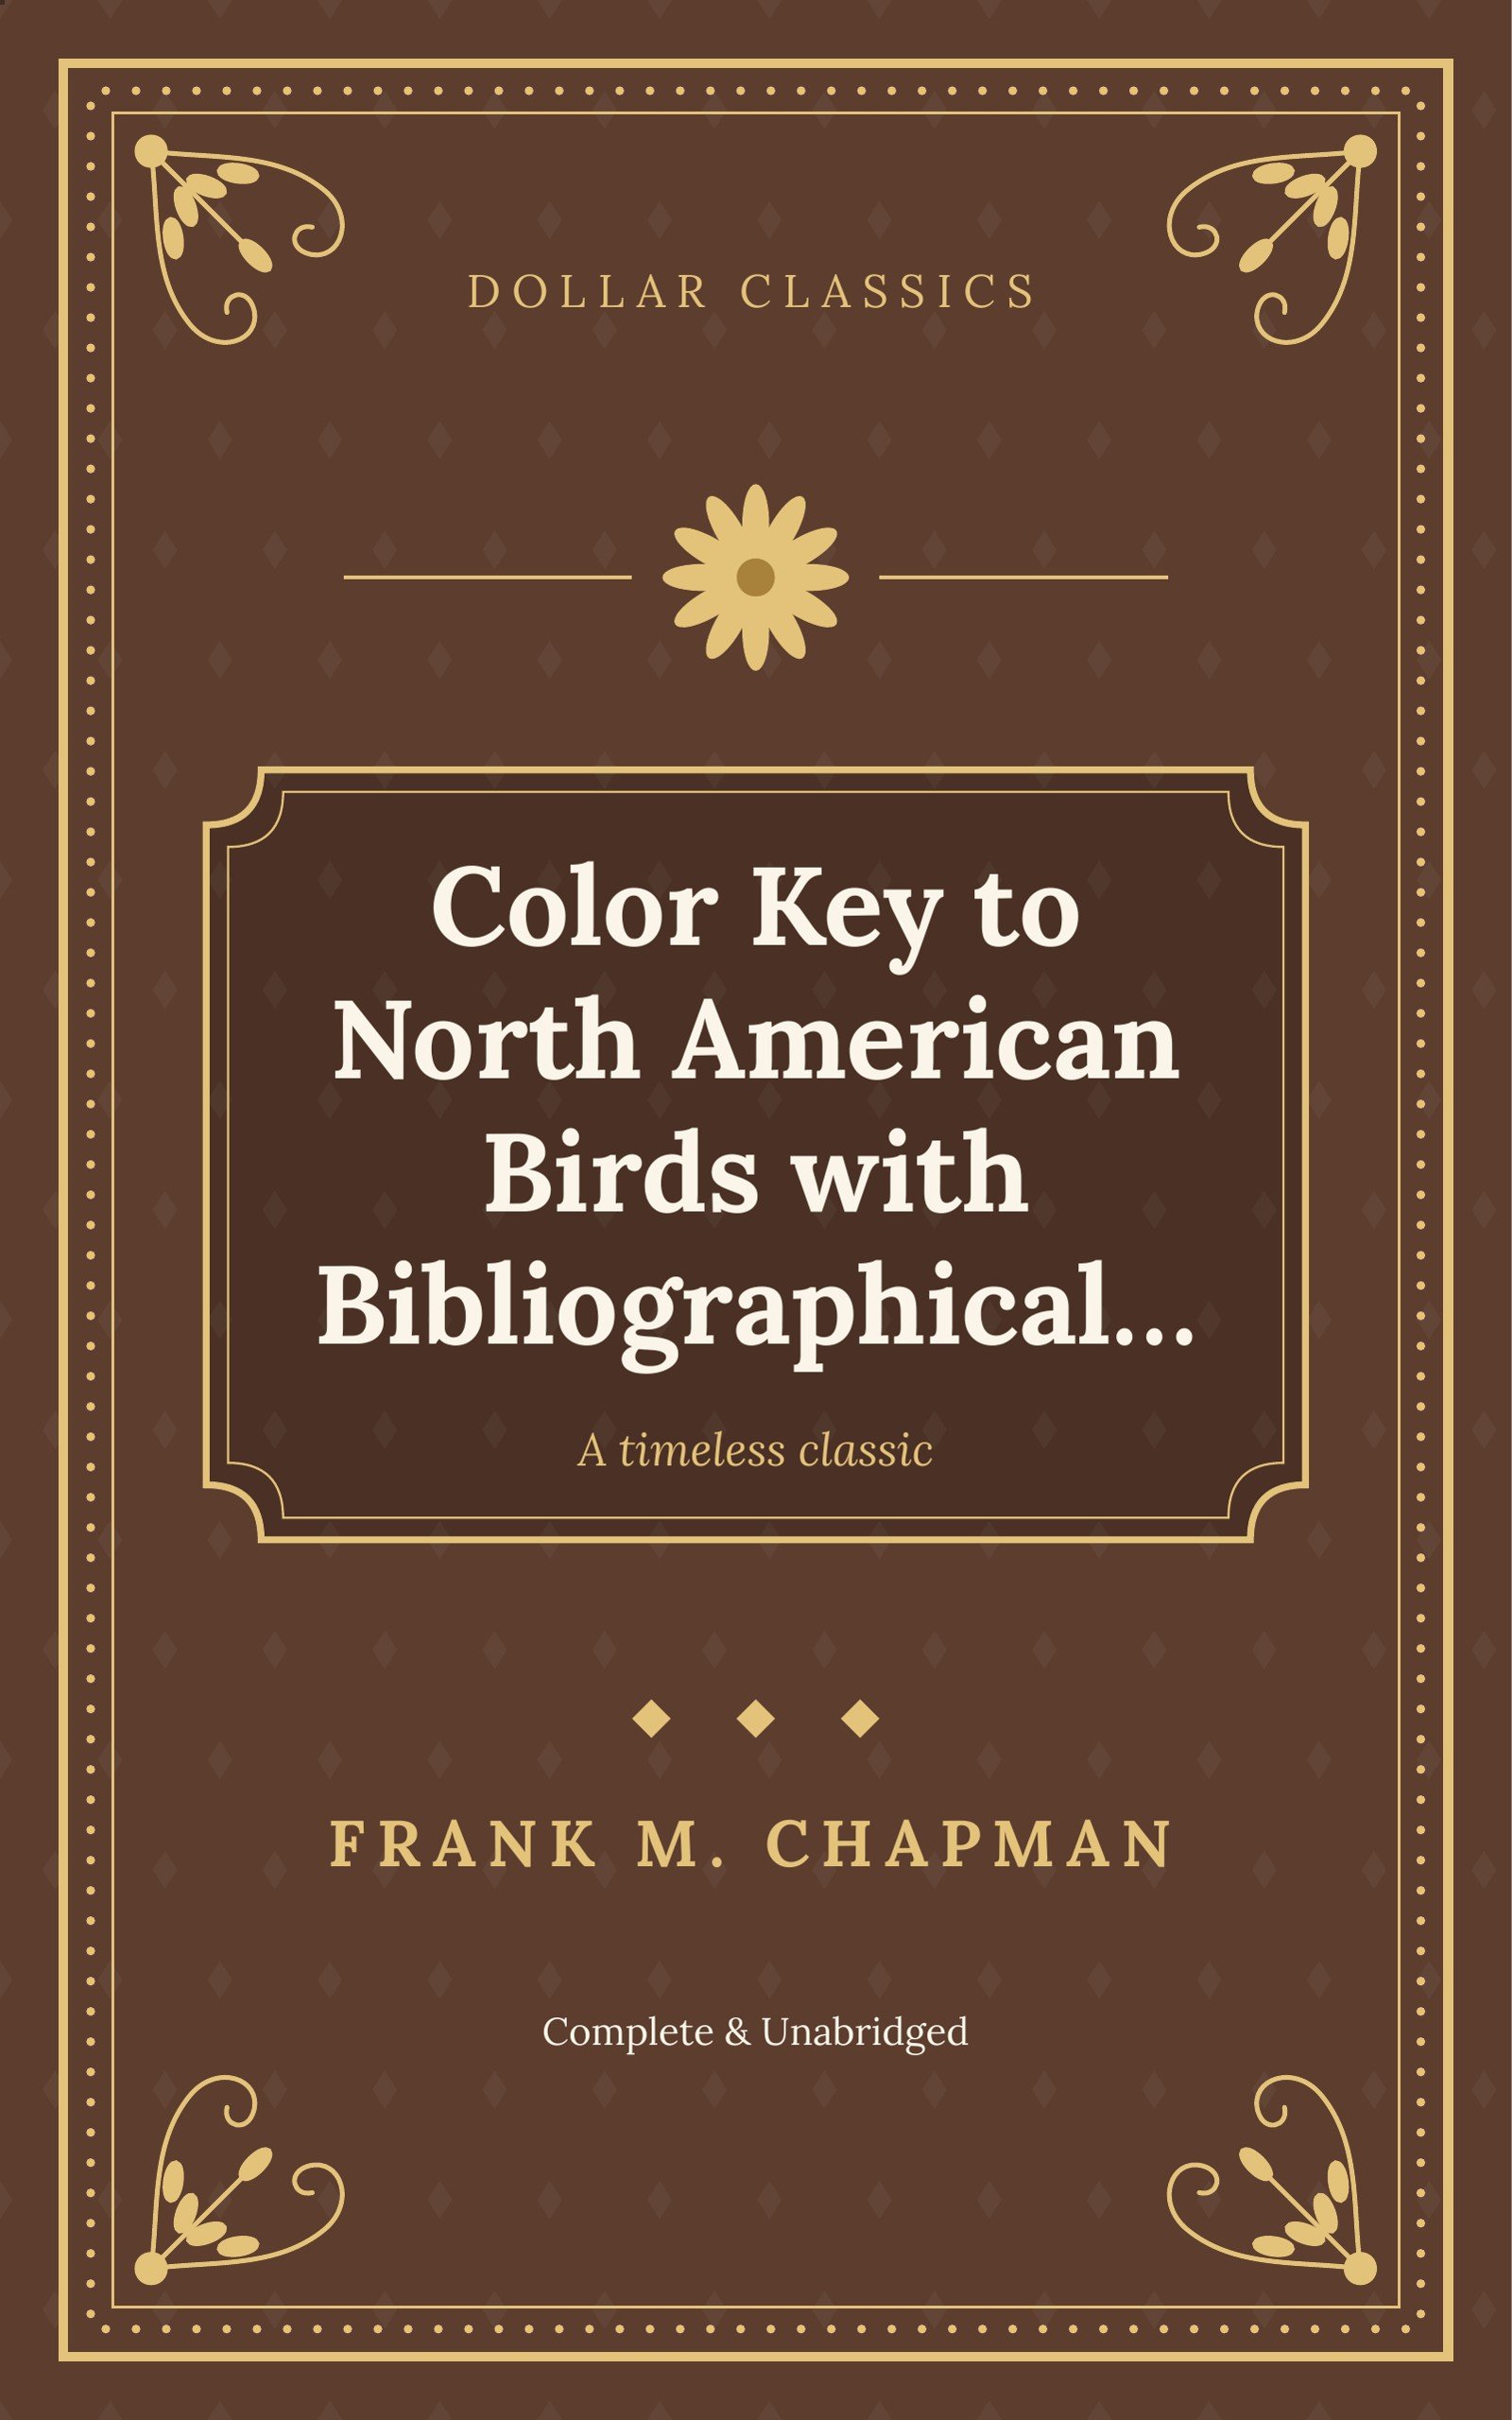 DOLLAR CLASSICS
Color Key to
North American
Birds with
Bibliographical...
A timeless classic
FRANK M. CHAPMAN
Complete & Unabridged